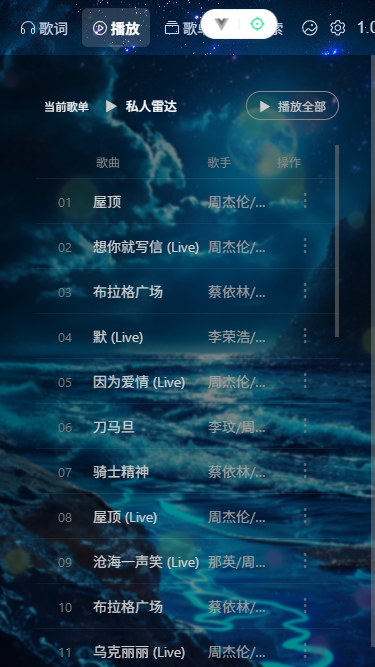 歌词 播放 歌单 索 1.0
当前歌单 私人雷达 播放全部
歌曲 歌手 操作
01 屋顶 周杰伦/...
02 想你就写信 (Live) 周杰伦/...
03 布拉格广场 蔡依林/...
04 默 (Live) 李荣浩/...
05 因为爱情 (Live) 周杰伦/...
06 刀马旦 李玟/周...
07 骑士精神 蔡依林/...
08 屋顶 (Live) 周杰伦/...
09 沧海一声笑 (Live) 那英/周...
10 布拉格广场 蔡依林/...
11 乌克丽丽 (Live) 周杰伦/...